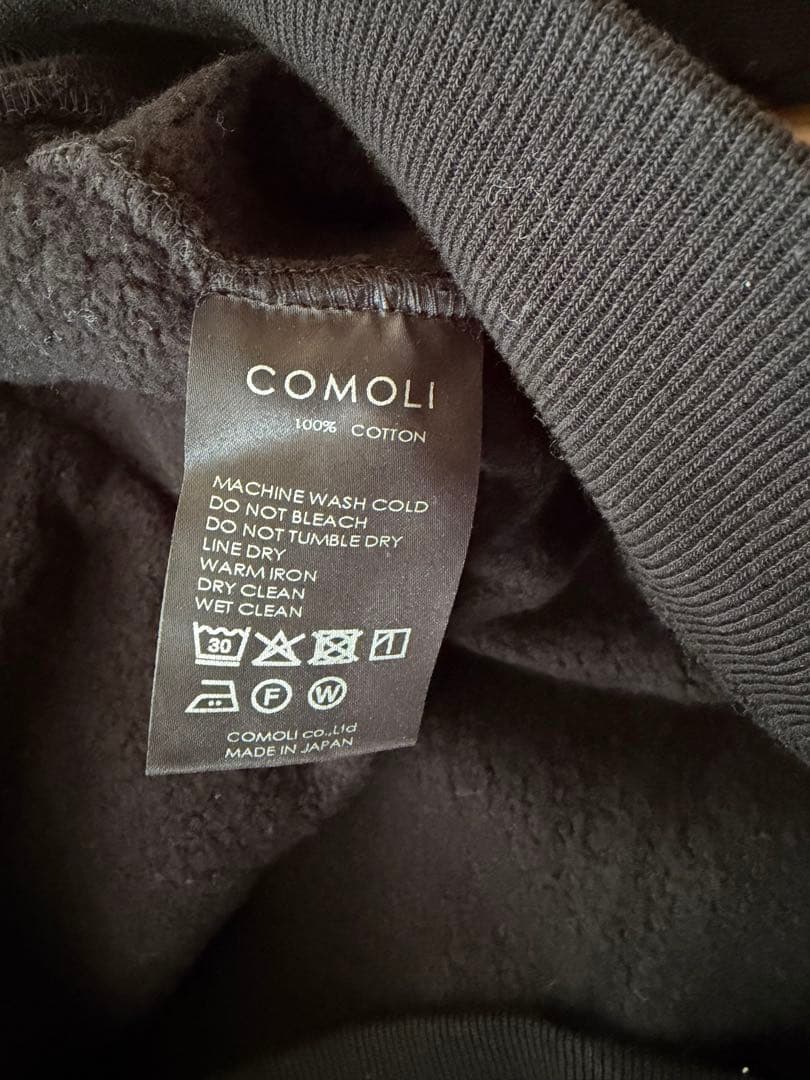 COMOLI
100% COTTON
MACHINE WASH COLD
DO NOT BLEACH
DO NOT TUMBLE DRY
LINE DRY
WARM IRON
DRY CLEAN
WET CLEAN
30
F W
COMOLI co.,Ltd
MADE IN JAPAN